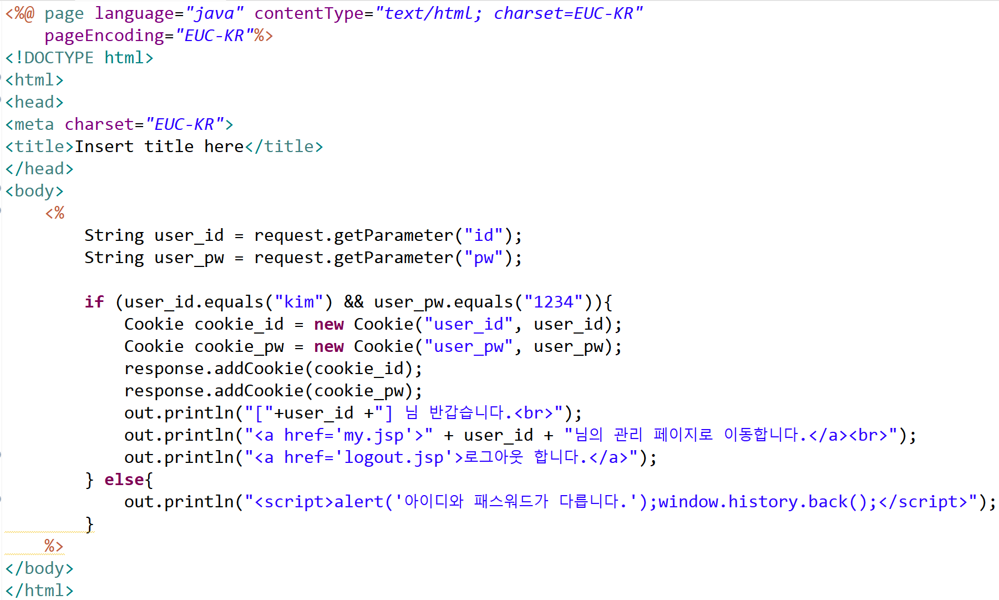 <%@ page language="java" contentType="text/html; charset=EUC-KR"
    pageEncoding="EUC-KR"%>
<!DOCTYPE html>
<html>
<head>
<meta charset="EUC-KR">
<title>Insert title here</title>
</head>
<body>
    <%
        String user_id = request.getParameter("id");
        String user_pw = request.getParameter("pw");

        if (user_id.equals("kim") && user_pw.equals("1234")){
            Cookie cookie_id = new Cookie("user_id", user_id);
            Cookie cookie_pw = new Cookie("user_pw", user_pw);
            response.addCookie(cookie_id);
            response.addCookie(cookie_pw);
            out.println("["+user_id +"] 님 반갑습니다.<br>");
            out.println("<a href='my.jsp'>" + user_id + "님의 관리 페이지로 이동합니다.</a><br>");
            out.println("<a href='logout.jsp'>로그아웃 합니다.</a>");
        } else{
            out.println("<script>alert('아이디와 패스워드가 다릅니다.');window.history.back();</script>");
        }
    %>
</body>
</html>